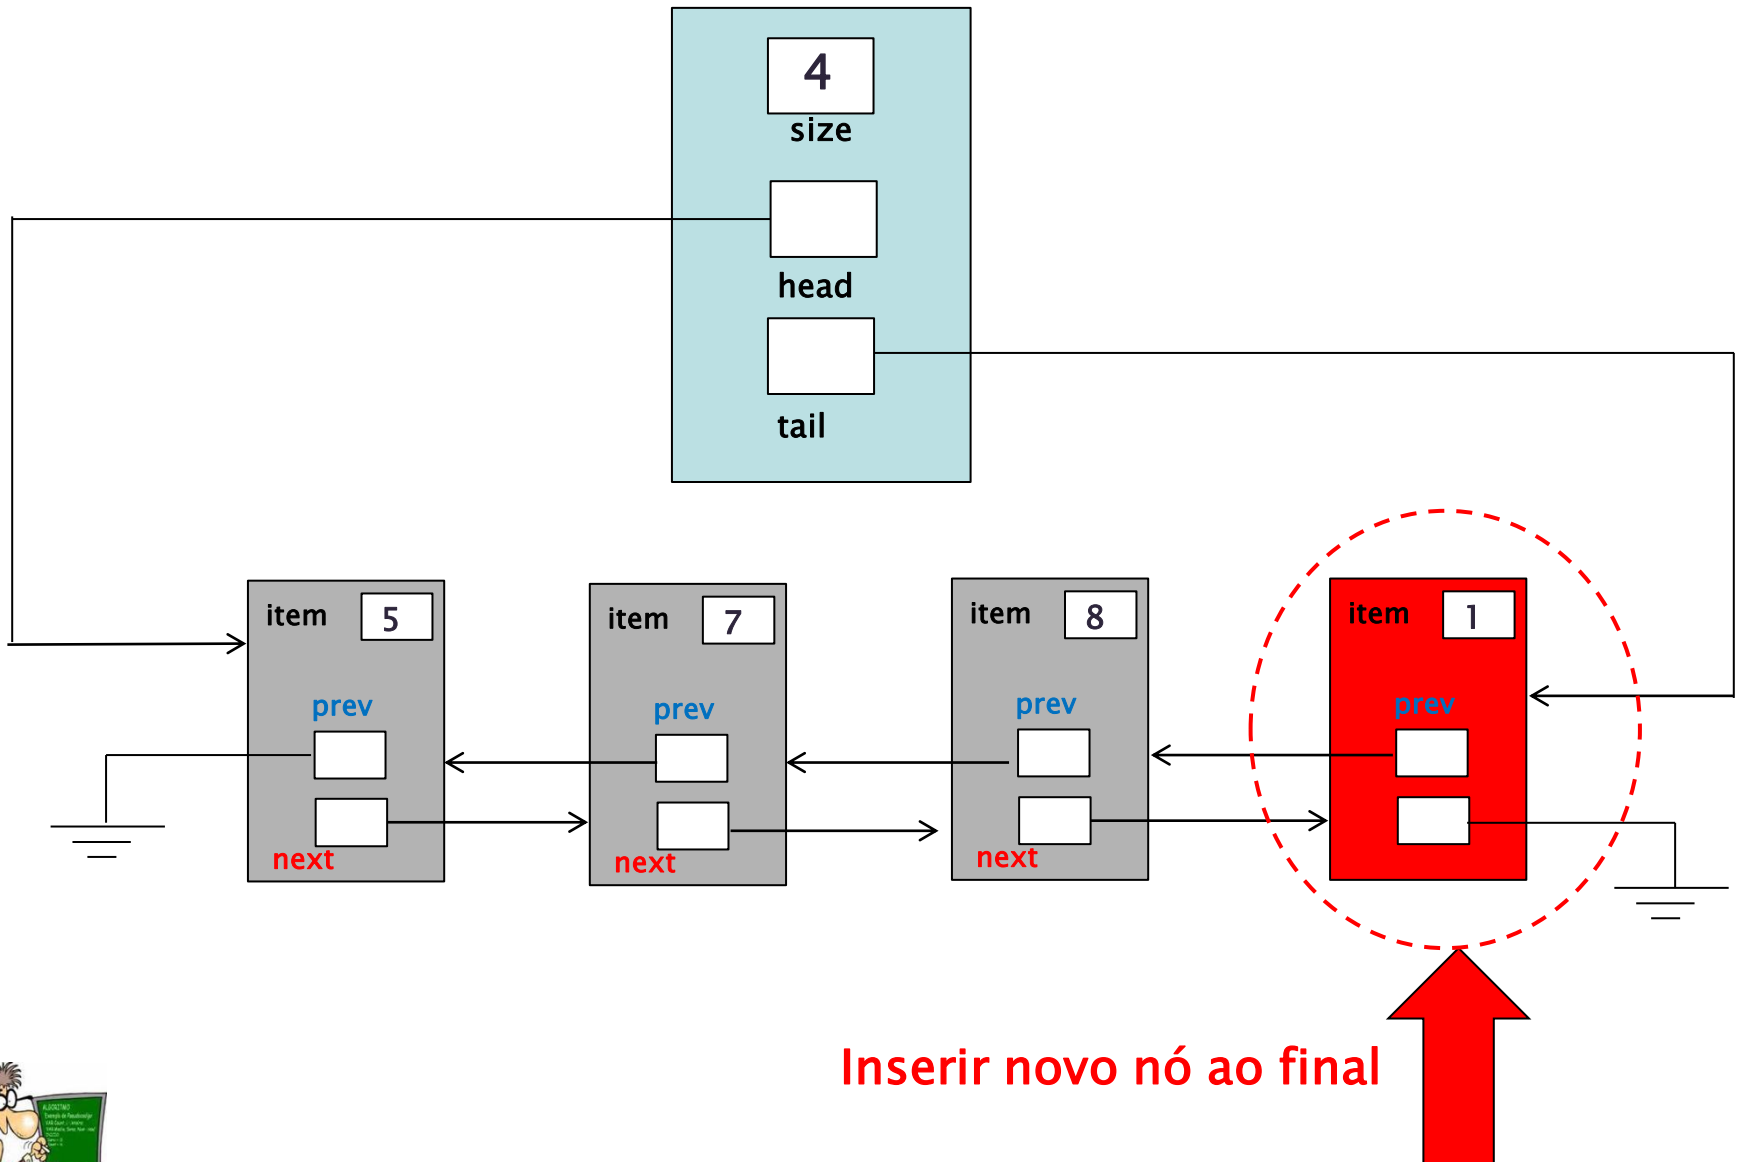 4
size
head
tail
item 5
prev
next
item 7
prev
next
item 8
prev
next
item 1
prev
Inserir novo nó ao final
ALGORITMO